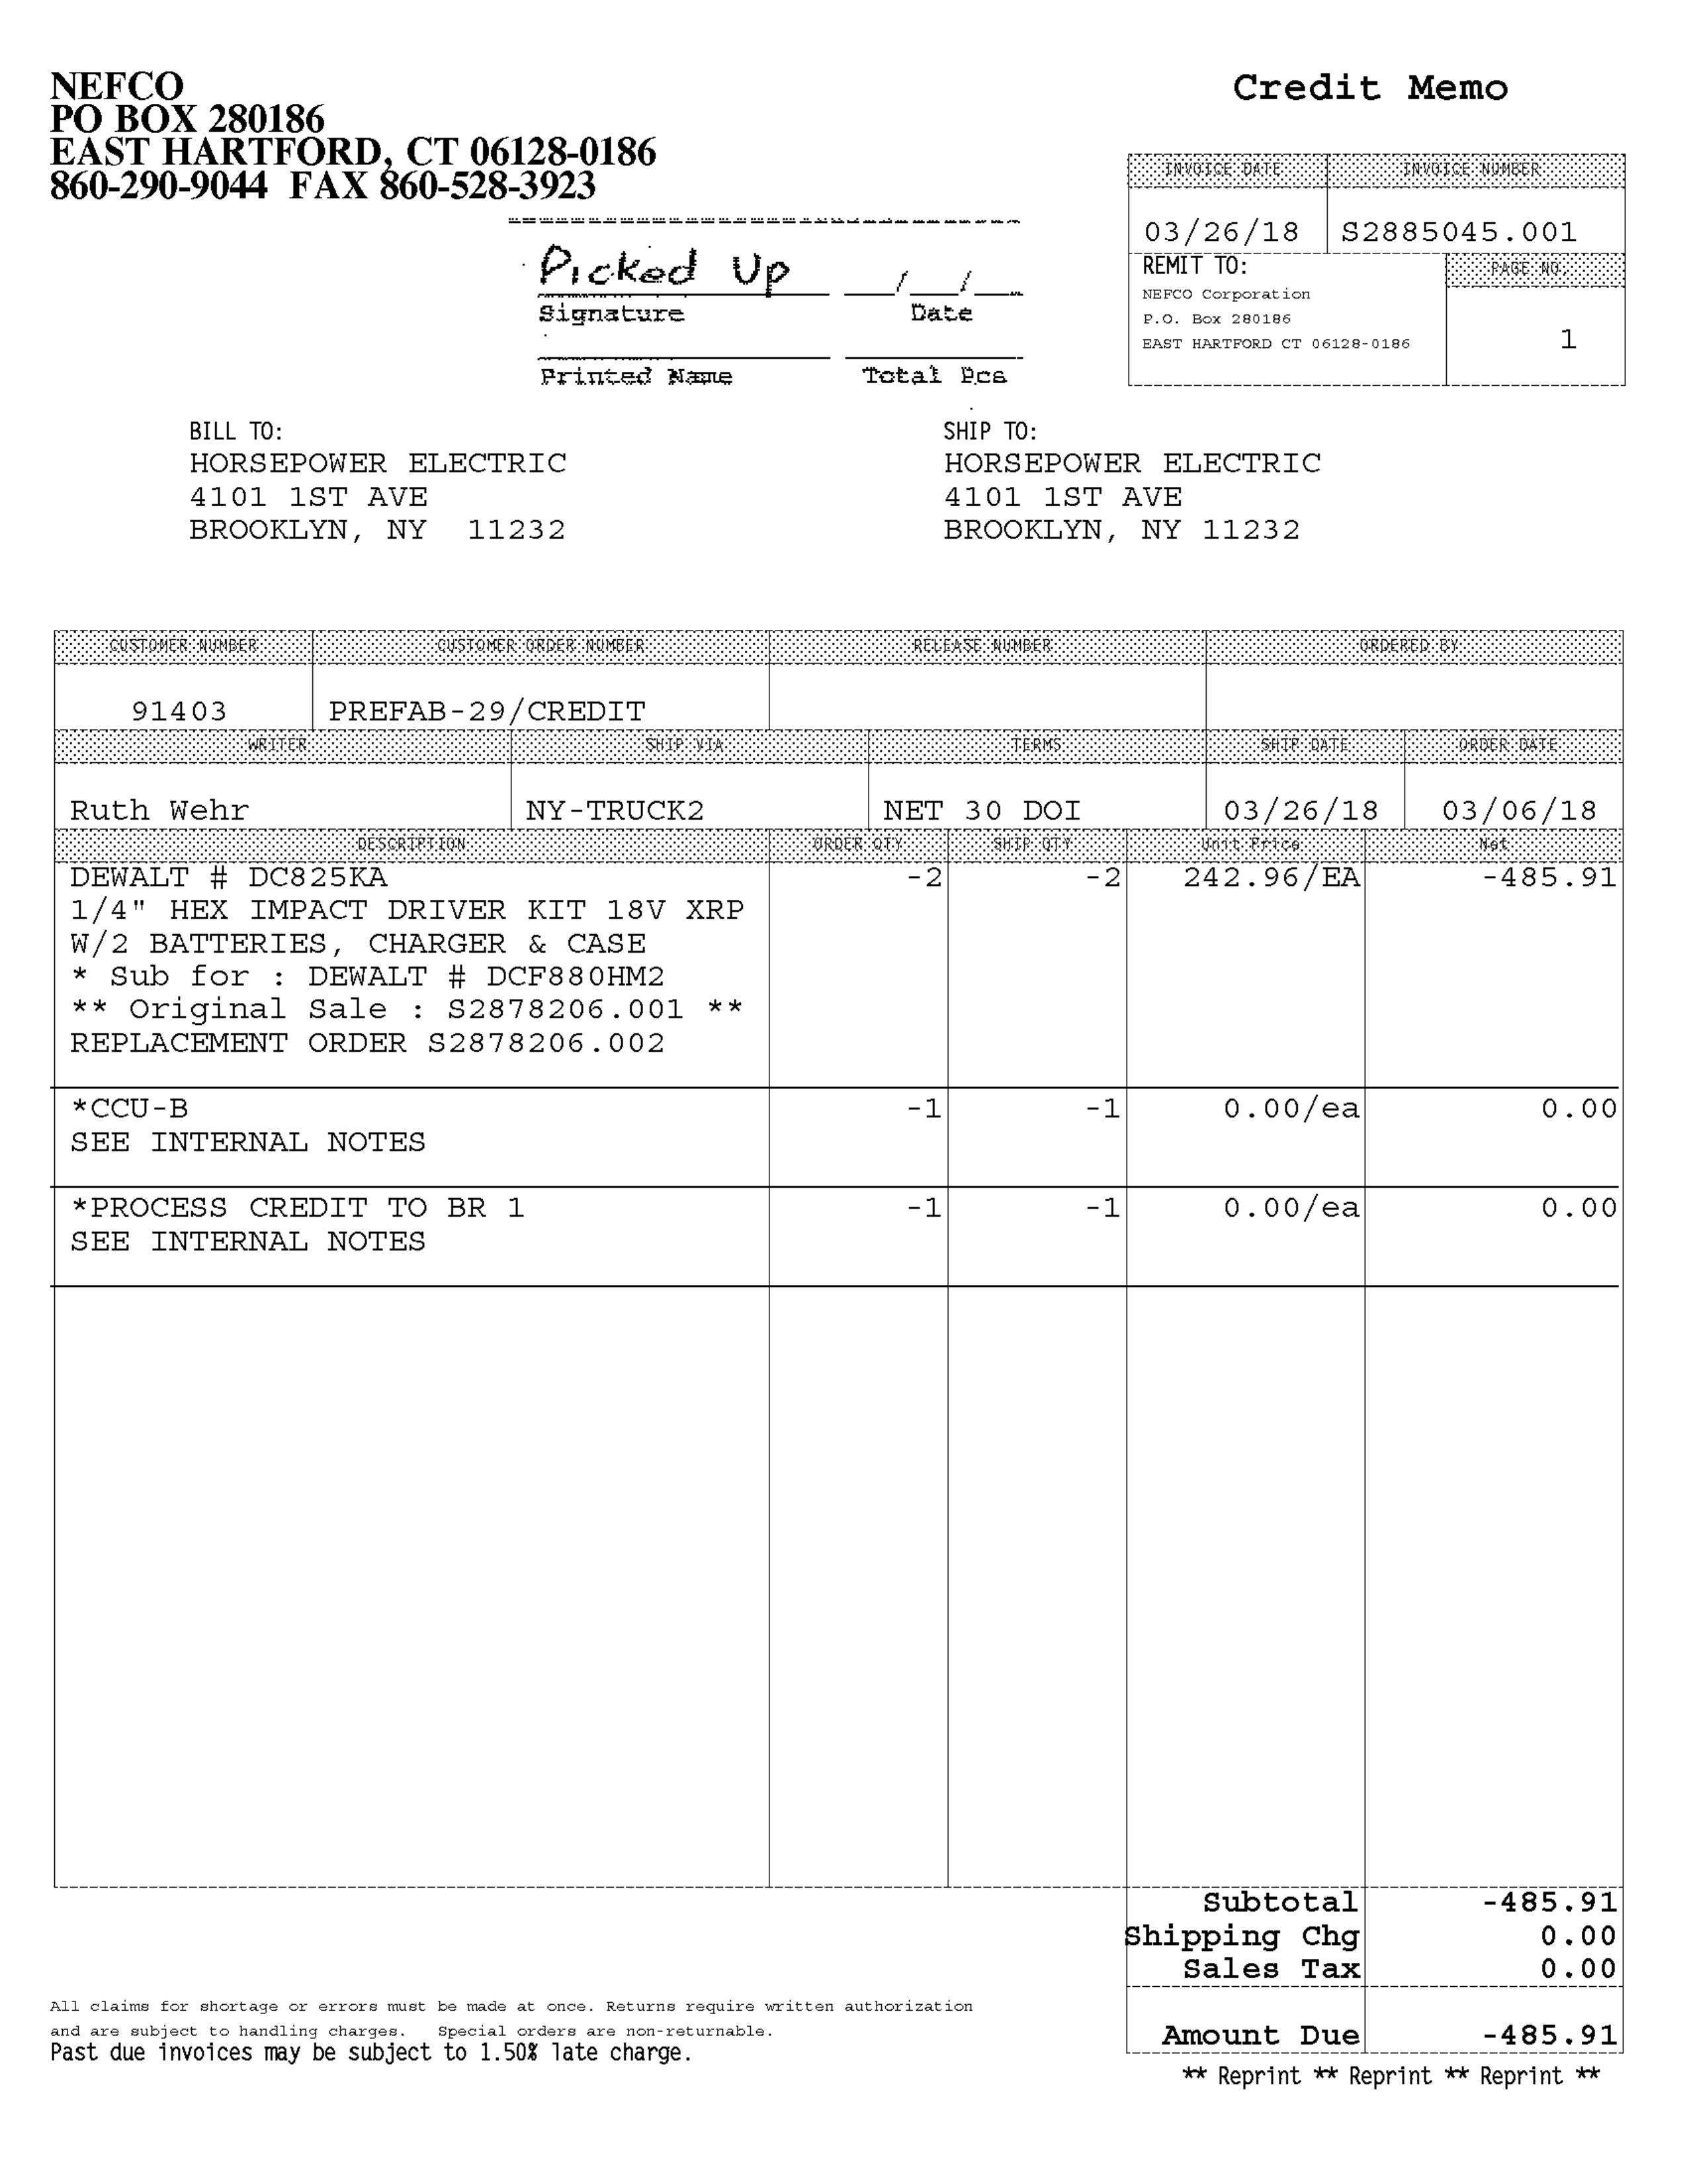 NEFCO
PO BOX 280186
EAST HARTFORD, CT 06128-0186
860-290-9044 FAX 860-528-3923
Credit Memo
INVOICE DATE INVOICE NUMBER
03/26/18 S2885045.001
REMIT TO: PAGE NO.
NEFCO Corporation
P.O. Box 280186
EAST HARTFORD CT 06128-0186
1
Picked Up __/__/__
Signature Date
Printed Name Total Pcs
BILL TO:
HORSEPOWER ELECTRIC
4101 1ST AVE
BROOKLYN, NY 11232
SHIP TO:
HORSEPOWER ELECTRIC
4101 1ST AVE
BROOKLYN, NY 11232
CUSTOMER NUMBER CUSTOMER ORDER NUMBER RELEASE NUMBER ORDERED BY
91403 PREFAB-29/CREDIT
WRITER SHIP VIA TERMS SHIP DATE ORDER DATE
Ruth Wehr NY-TRUCK2 NET 30 DOI 03/26/18 03/06/18
DESCRIPTION ORDER QTY SHIP QTY Unit Price Net
DEWALT # DC825KA -2 -2 242.96/EA -485.91
1/4" HEX IMPACT DRIVER KIT 18V XRP
W/2 BATTERIES, CHARGER & CASE
* Sub for : DEWALT # DCF880HM2
** Original Sale : S2878206.001 **
REPLACEMENT ORDER S2878206.002
*CCU-B -1 -1 0.00/ea 0.00
SEE INTERNAL NOTES
*PROCESS CREDIT TO BR 1 -1 -1 0.00/ea 0.00
SEE INTERNAL NOTES
Subtotal -485.91
Shipping Chg 0.00
Sales Tax 0.00
Amount Due -485.91
All claims for shortage or errors must be made at once. Returns require written authorization
and are subject to handling charges. Special orders are non-returnable.
Past due invoices may be subject to 1.50% late charge.
** Reprint ** Reprint ** Reprint **